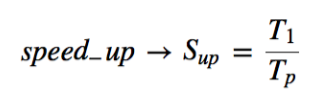 speed_up → S_up = T_1 / T_p